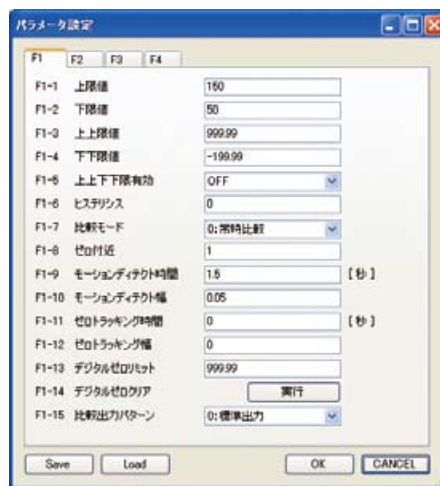 パラメータ設定
F1 F2 F3 F4
F1-1 上限値 150
F1-2 下限値 50
F1-3 上上限値 999.99
F1-4 下下限値 -199.99
F1-5 上上下下限有効 OFF
F1-6 ヒステリシス 0
F1-7 比較モード 0:常時比較
F1-8 ゼロ付近 1
F1-9 モーションディテクト時間 1.5 [秒]
F1-10 モーションディテクト幅 0.05
F1-11 ゼロトラッキング時間 0 [秒]
F1-12 ゼロトラッキング幅 0
F1-13 デジタルゼロリミット 999.99
F1-14 デジタルゼロクリア 実行
F1-15 比較出力パターン 0:標準出力
Save Load OK CANCEL